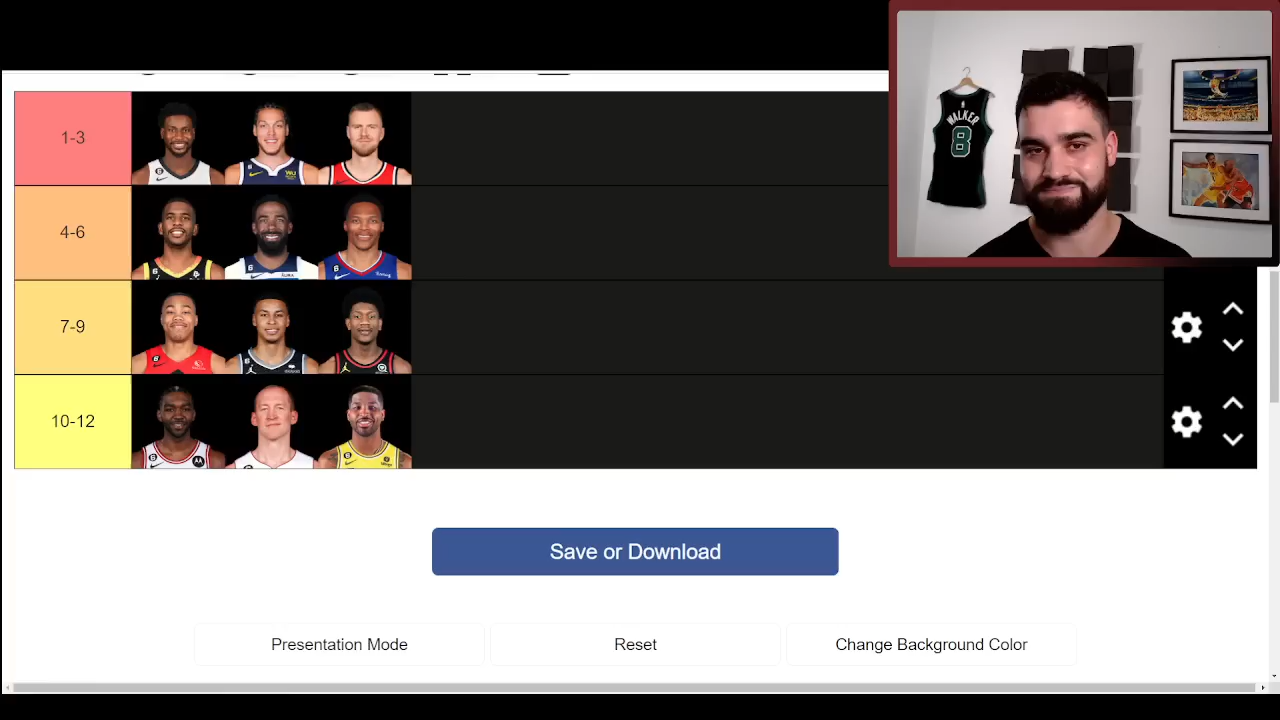 1-3
4-6
7-9
10-12
WALKER
8
Save or Download
Presentation Mode
Reset
Change Background Color